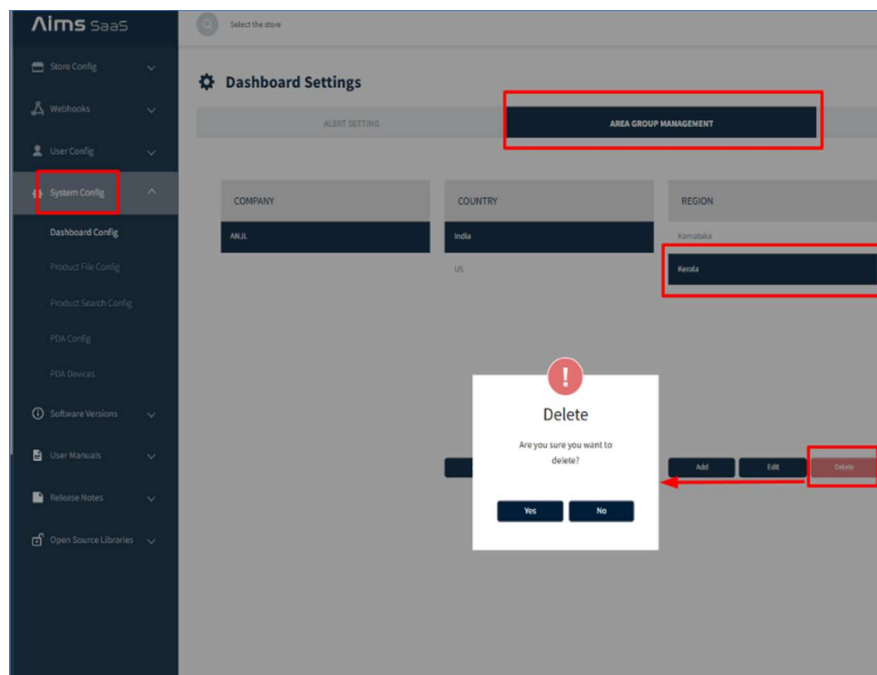 Aims SaaS
Select the store
Store Config
Webhooks
User Config
System Config
Dashboard Config
Product File Config
Product Search Config
PDA Config
PDA Devices
Software Versions
User Manuals
Release Notes
Open Source Libraries
Dashboard Settings
ALERT SETTING
AREA GROUP MANAGEMENT
COMPANY
COUNTRY
REGION
ANJL
India
Karnataka
US
Kerala
!
Delete
Are you sure you want to
delete?
Yes
No
Add
Edit
Delete